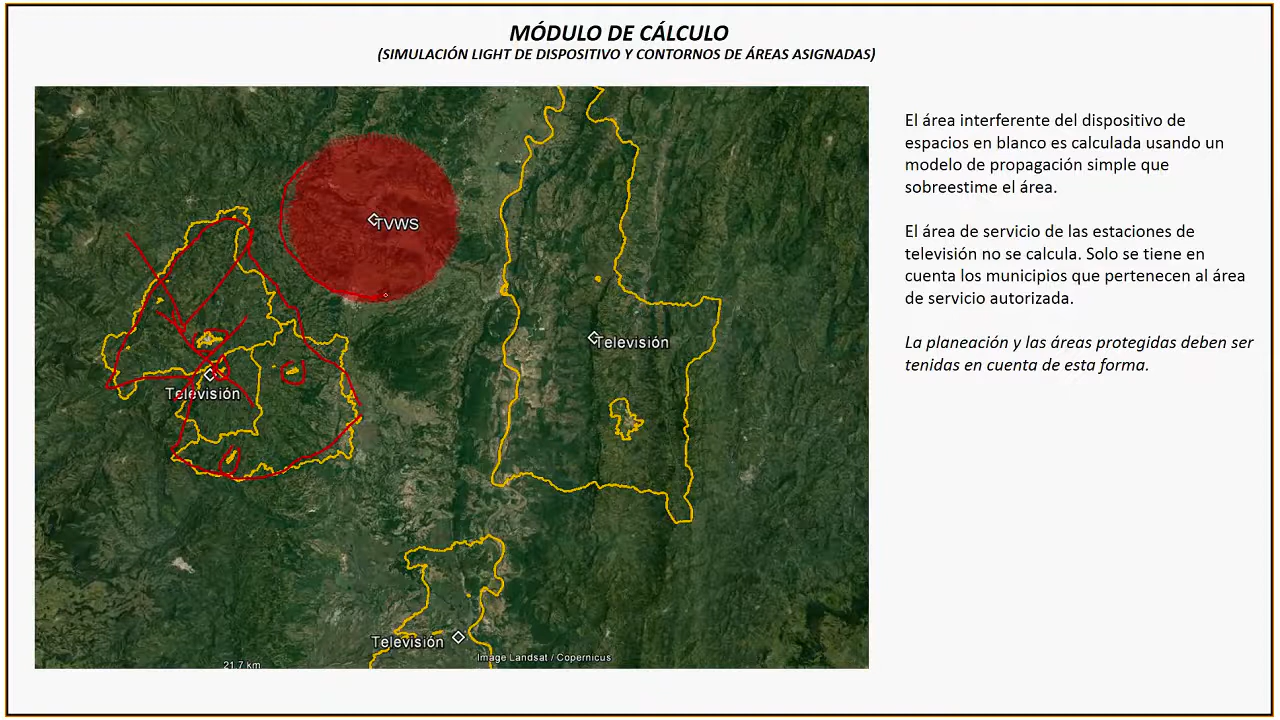 MÓDULO DE CÁLCULO
(SIMULACIÓN LIGHT DE DISPOSITIVO Y CONTORNOS DE ÁREAS ASIGNADAS)
El área interferente del dispositivo de
espacios en blanco es calculada usando un
modelo de propagación simple que
sobreestime el área.
El área de servicio de las estaciones de
televisión no se calcula. Solo se tiene en
cuenta los municipios que pertenecen al área
de servicio autorizada.
La planeación y las áreas protegidas deben ser
tenidas en cuenta de esta forma.
TVWS
Televisión
Televisión
Televisión
Image Landsat / Copernicus
21.7 km